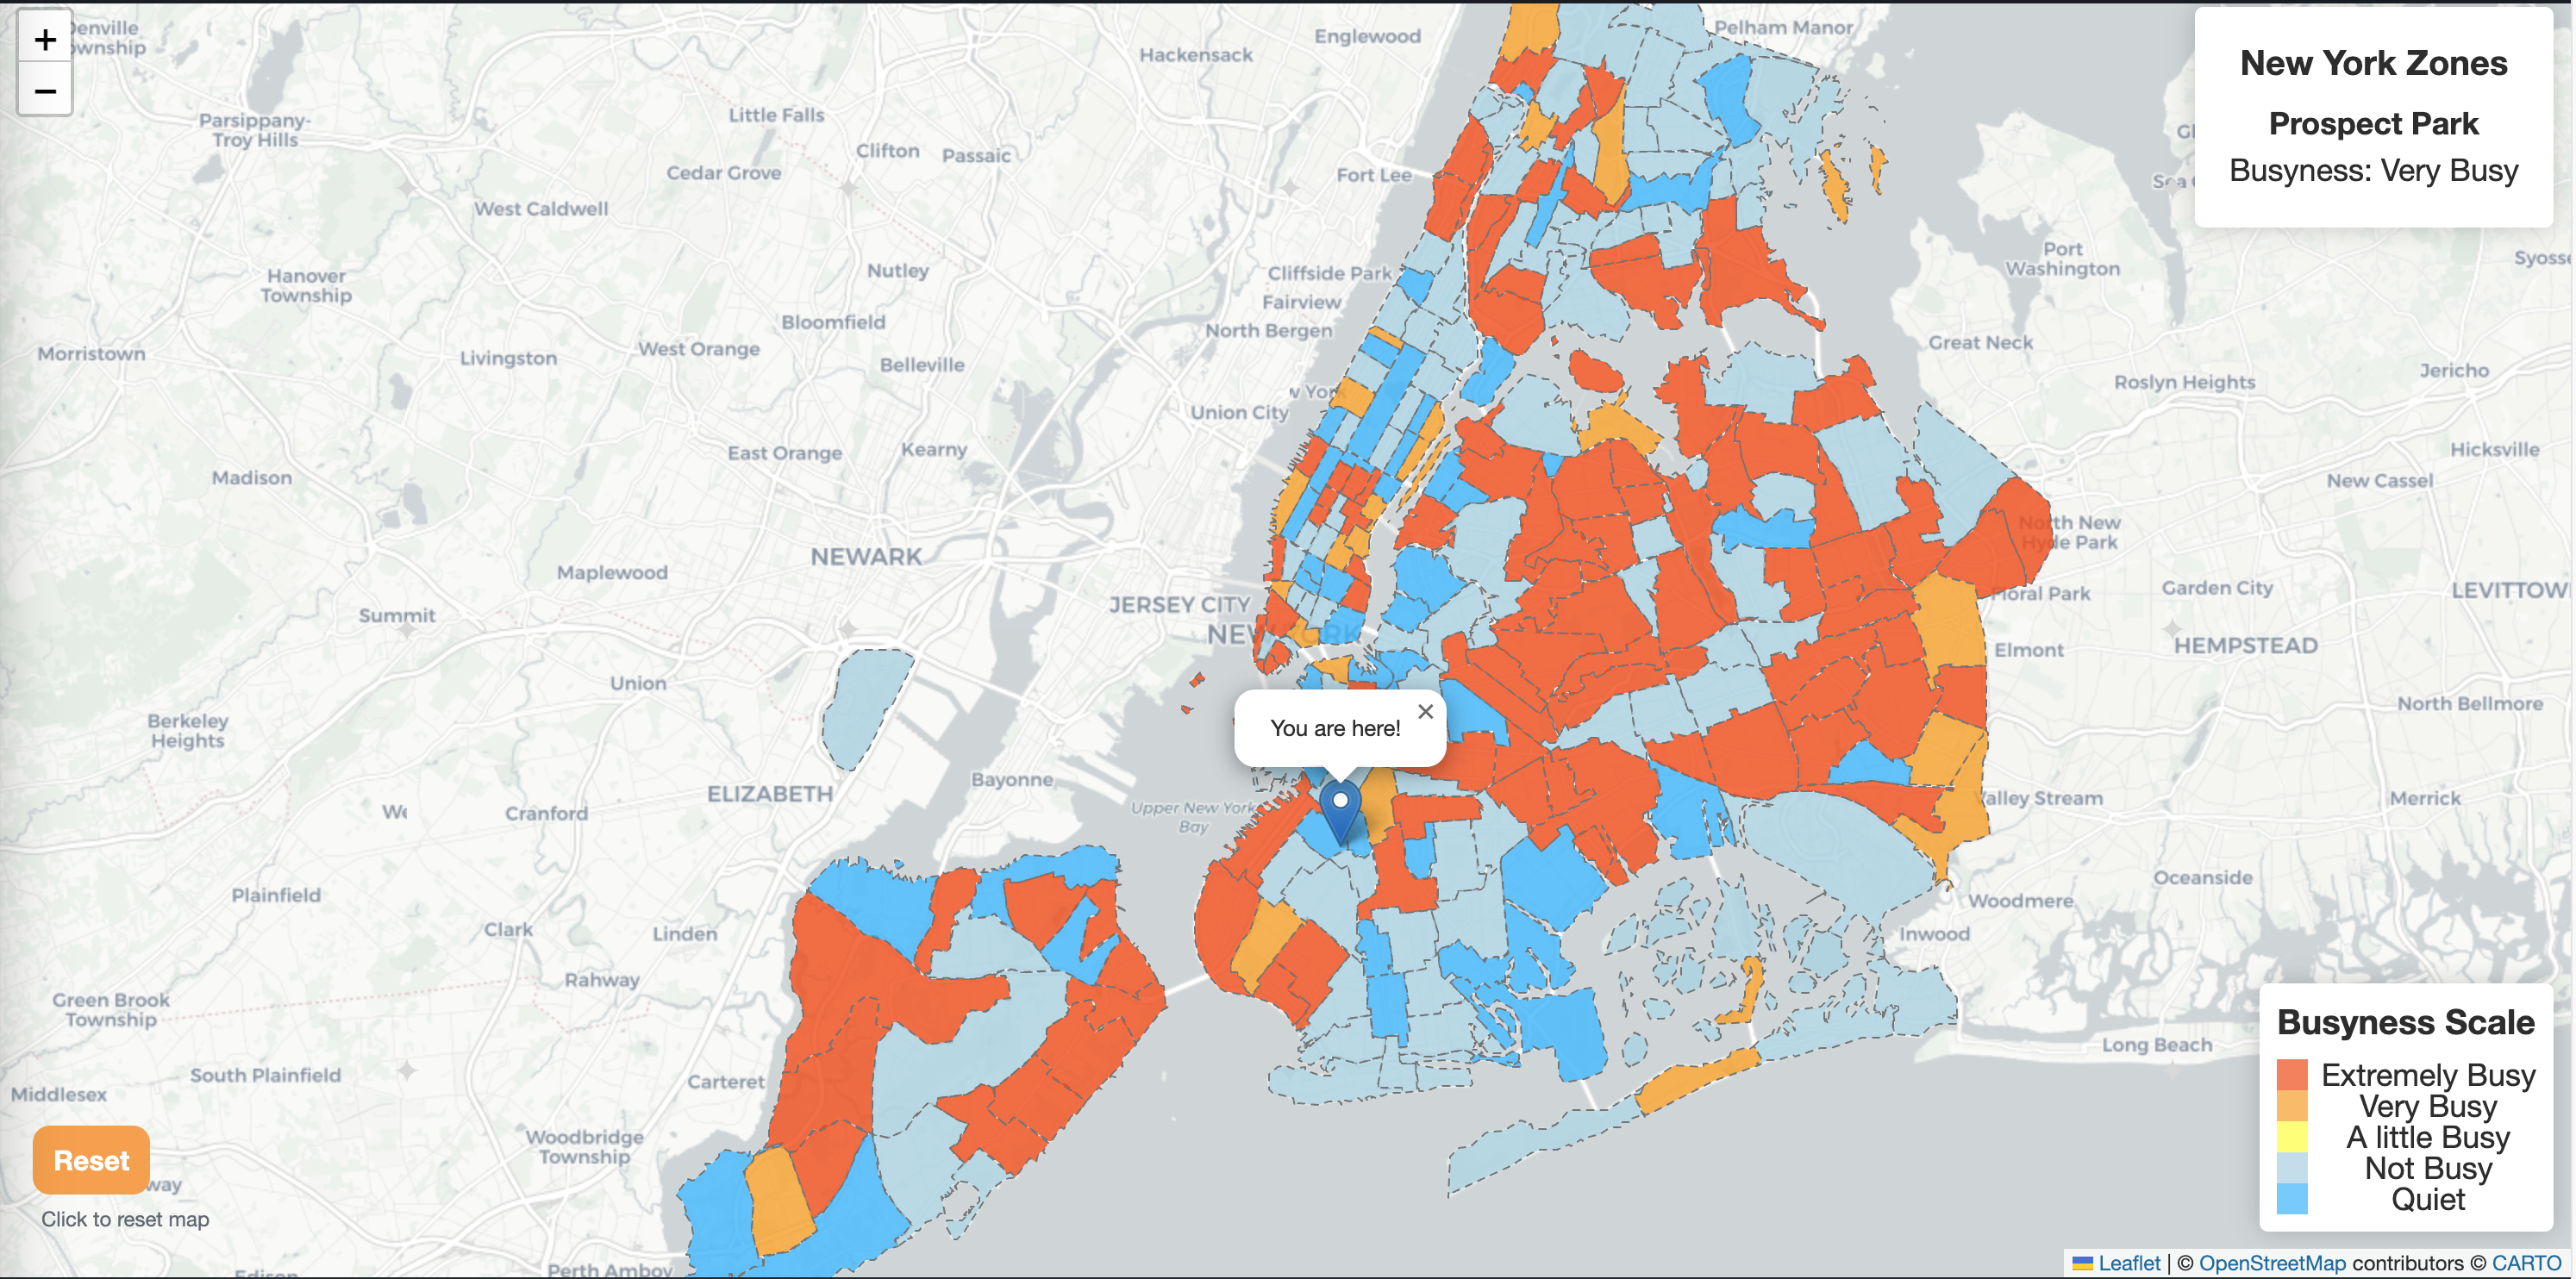 +
−
Denville
Township
Parsippany-
Troy Hills
Little Falls
Hackensack
Englewood
Pelham Manor
New York Zones
Prospect Park
Busyness: Very Busy
Clifton
Passaic
Cedar Grove
Fort Lee
West Caldwell
Hanover
Township
Nutley
Cliffside Park
Fairview
North Bergen
Port
Washington
Bloomfield
Great Neck
Morristown
Livingston
West Orange
Belleville
Roslyn Heights
Jericho
Union City
East Orange
Kearny
Hicksville
Madison
New Cassel
North New
Hyde Park
NEWARK
Maplewood
Summit
JERSEY CITY
NEW YORK
Floral Park
Garden City
Elmont
HEMPSTEAD
Union
Berkeley
Heights
North Bellmore
You are here!
×
ELIZABETH
Bayonne
Cranford
Upper New York
Bay
Valley Stream
Merrick
Plainfield
Woodmere
Oceanside
Clark
Linden
Inwood
Rahway
Green Brook
Township
Long Beach
South Plainfield
Carteret
Middlesex
Woodbridge
Township
Reset
Click to reset map
Perth Amboy
Busyness Scale
Extremely Busy
Very Busy
A little Busy
Not Busy
Quiet
Leaflet | © OpenStreetMap contributors © CARTO